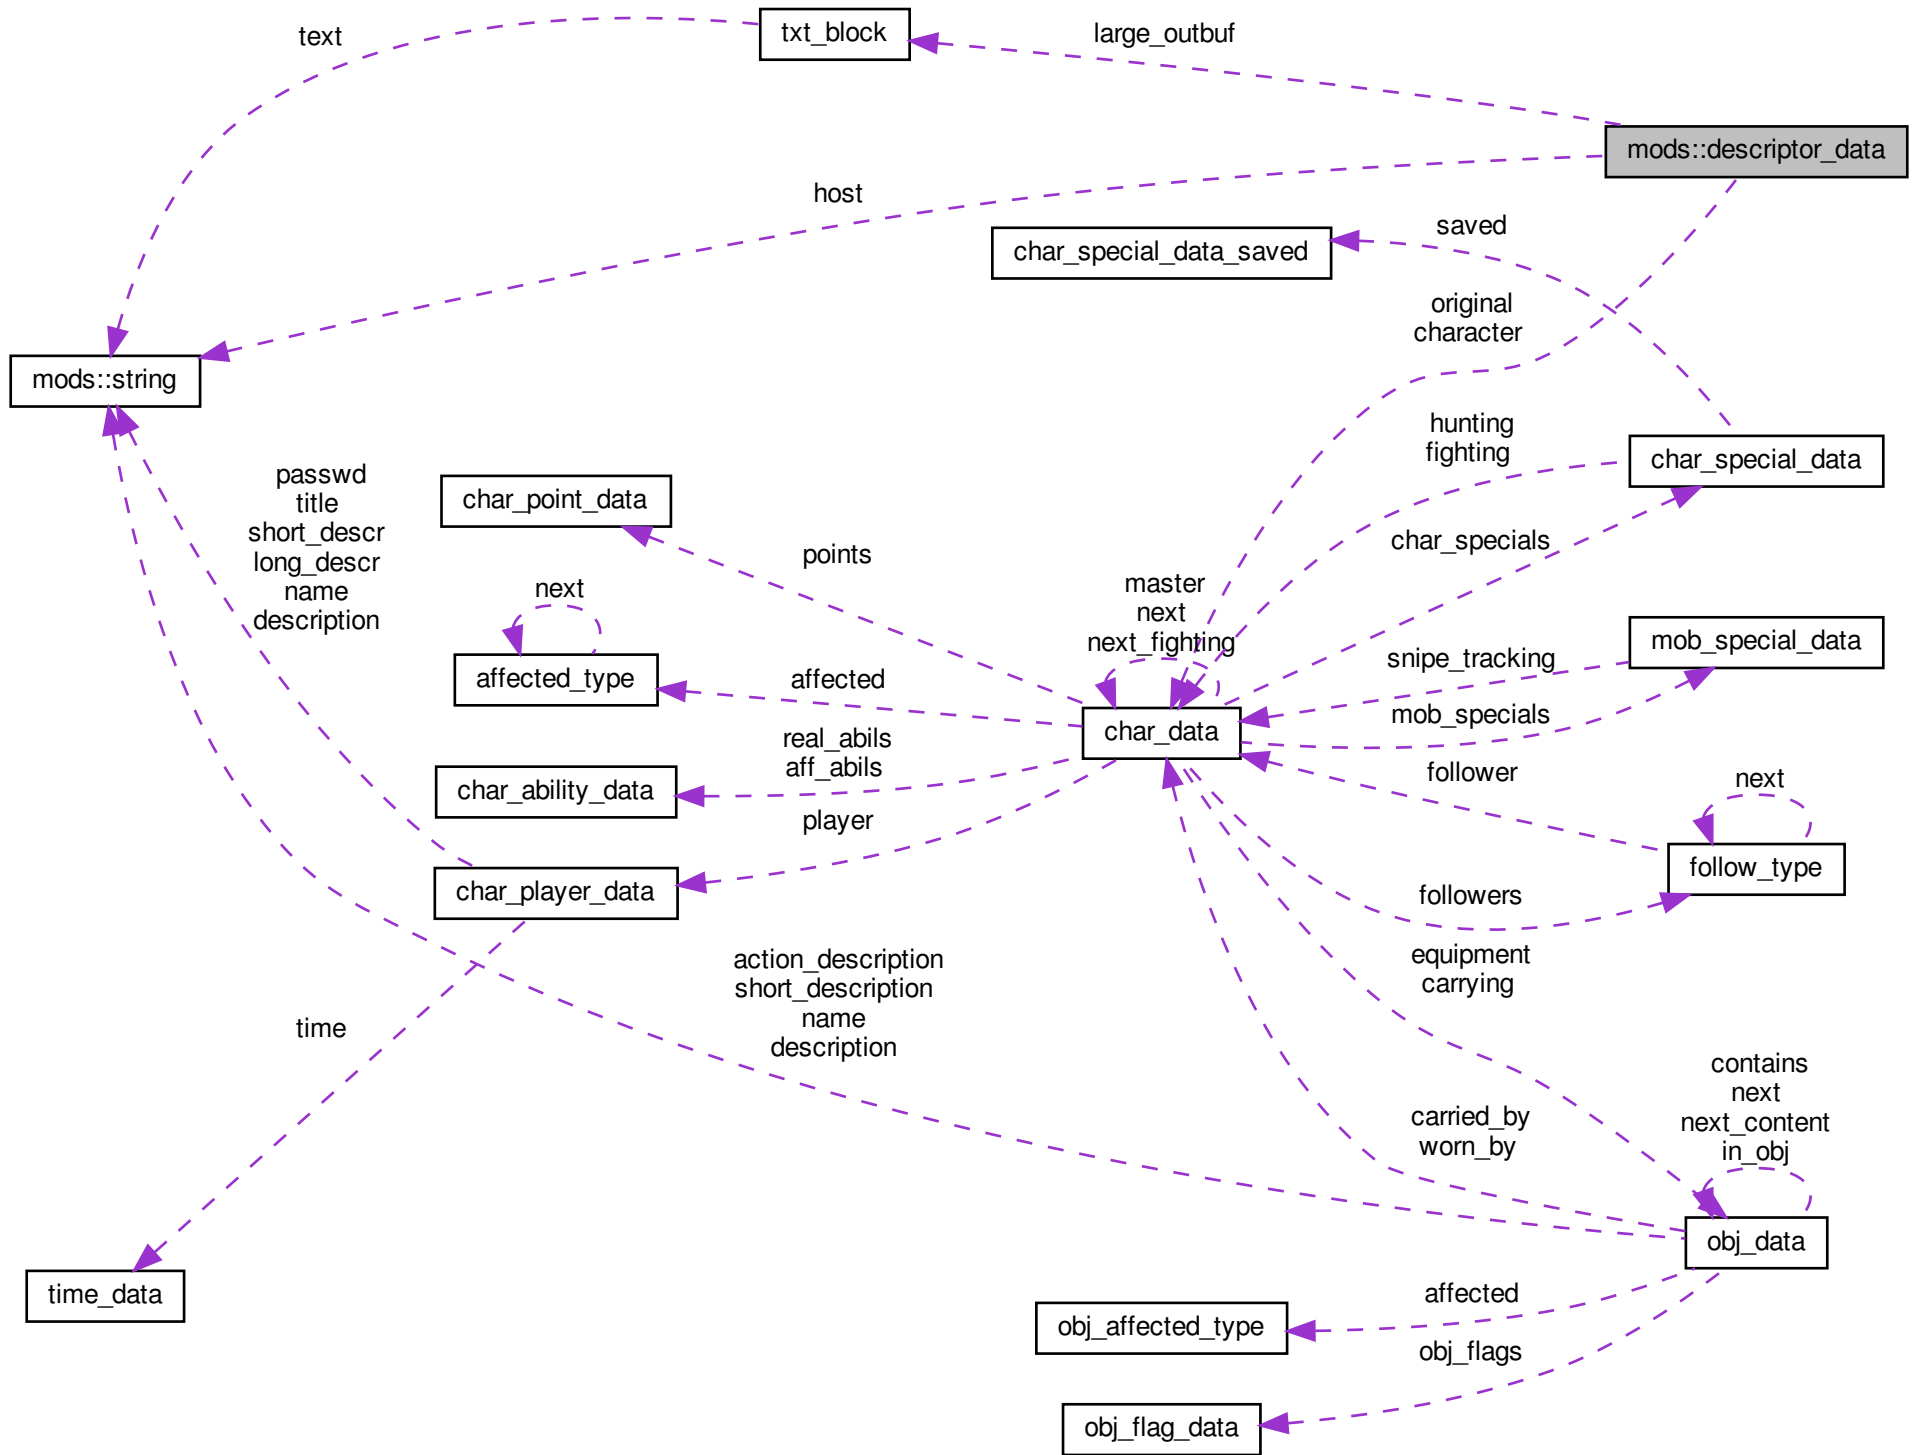 txt_block
large_outbuf
text
mods::descriptor_data
host
saved
char_special_data_saved
original
character
mods::string
hunting
fighting
char_special_data
passwd
title
short_descr
long_descr
name
description
char_point_data
char_specials
points
master
next
next_fighting
next
mob_special_data
snipe_tracking
affected_type
affected
mob_specials
char_data
real_abils
aff_abils
follower
next
char_ability_data
player
follow_type
char_player_data
followers
equipment
carrying
action_description
short_description
name
description
time
contains
next
next_content
in_obj
carried_by
worn_by
obj_data
time_data
affected
obj_affected_type
obj_flags
obj_flag_data